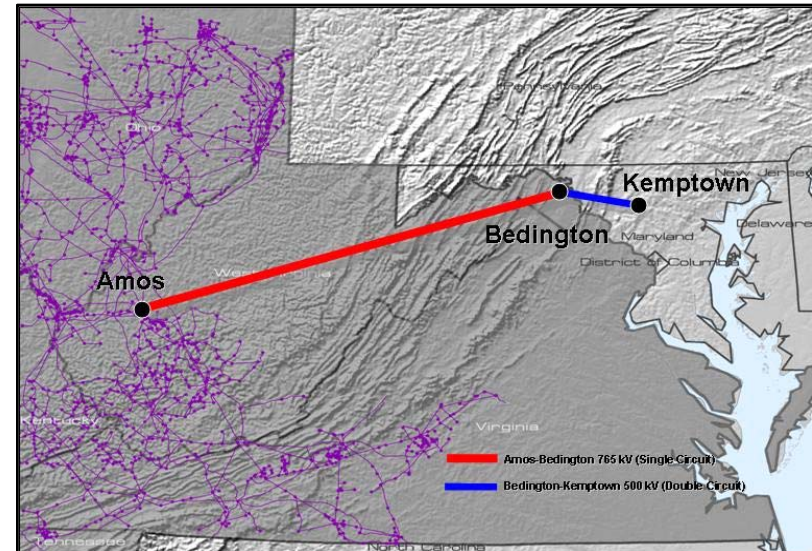 Pennsylvania
Ohio
New Jersey
Kemptown
Bedington
Maryland
Delaware
District of Columbia
Amos
West Virginia
Kentucky
Virginia
Amos-Bedington 765 kV (Single Circuit)
Bedington-Kemptown 500 kV (Double Circuit)
Tennessee
North Carolina